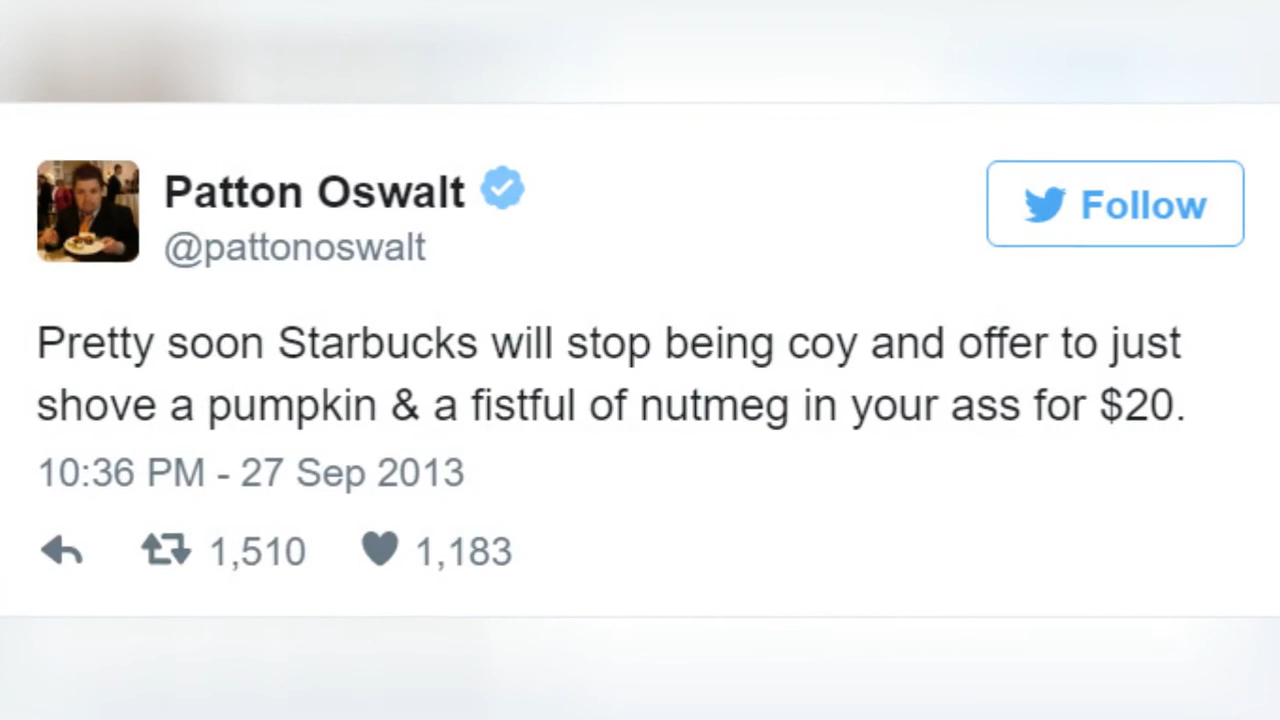 Patton Oswalt
@pattonoswalt
Follow
Pretty soon Starbucks will stop being coy and offer to just
shove a pumpkin & a fistful of nutmeg in your ass for $20.
10:36 PM - 27 Sep 2013
1,510 1,183